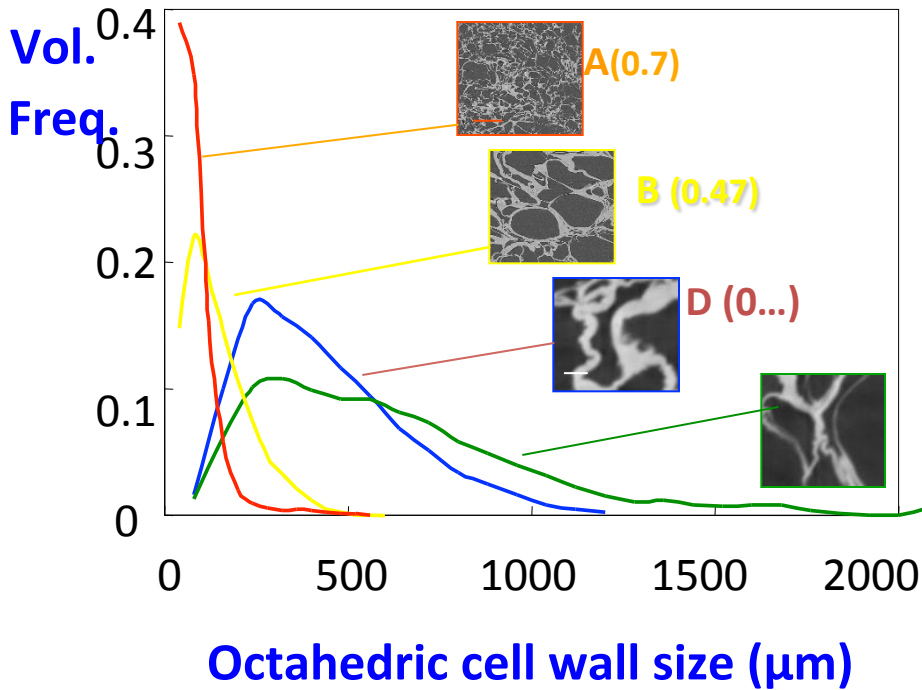 0.4
Vol.
A(0.7)
Freq.
0.3
B (0.47)
0.2
D (0...)
0.1
0
0 500 1000 1500 2000
Octahedric cell wall size (µm)